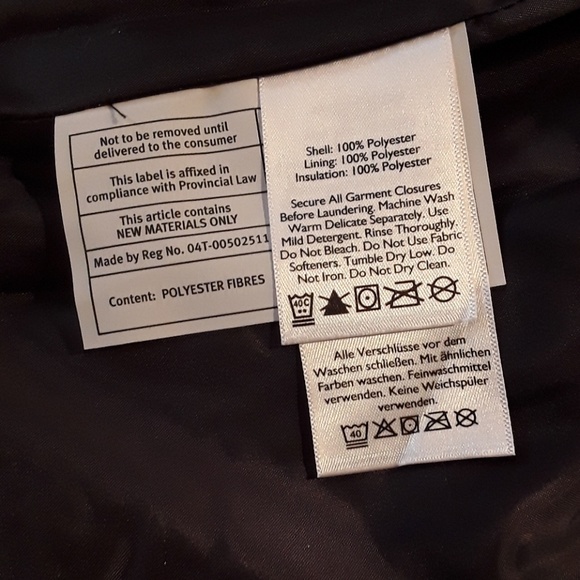 Not to be removed until
delivered to the consumer
This label is affixed in
compliance with Provincial Law
This article contains
NEW MATERIALS ONLY
Made by Reg No. 04T-00502511
Content: POLYESTER FIBRES
Shell: 100% Polyester
Lining: 100% Polyester
Insulation: 100% Polyester
Secure All Garment Closures
Before Laundering. Machine Wash
Warm Delicate Separately. Use
Mild Detergent. Rinse Thoroughly.
Do Not Bleach. Do Not Use Fabric
Softeners. Tumble Dry Low. Do
Not Iron. Do Not Dry Clean.
40C
Alle Verschlüsse vor dem
Waschen schließen. Mit ähnlichen
Farben waschen. Feinwaschmittel
verwenden. Keine Weichspüler
verwenden.
40